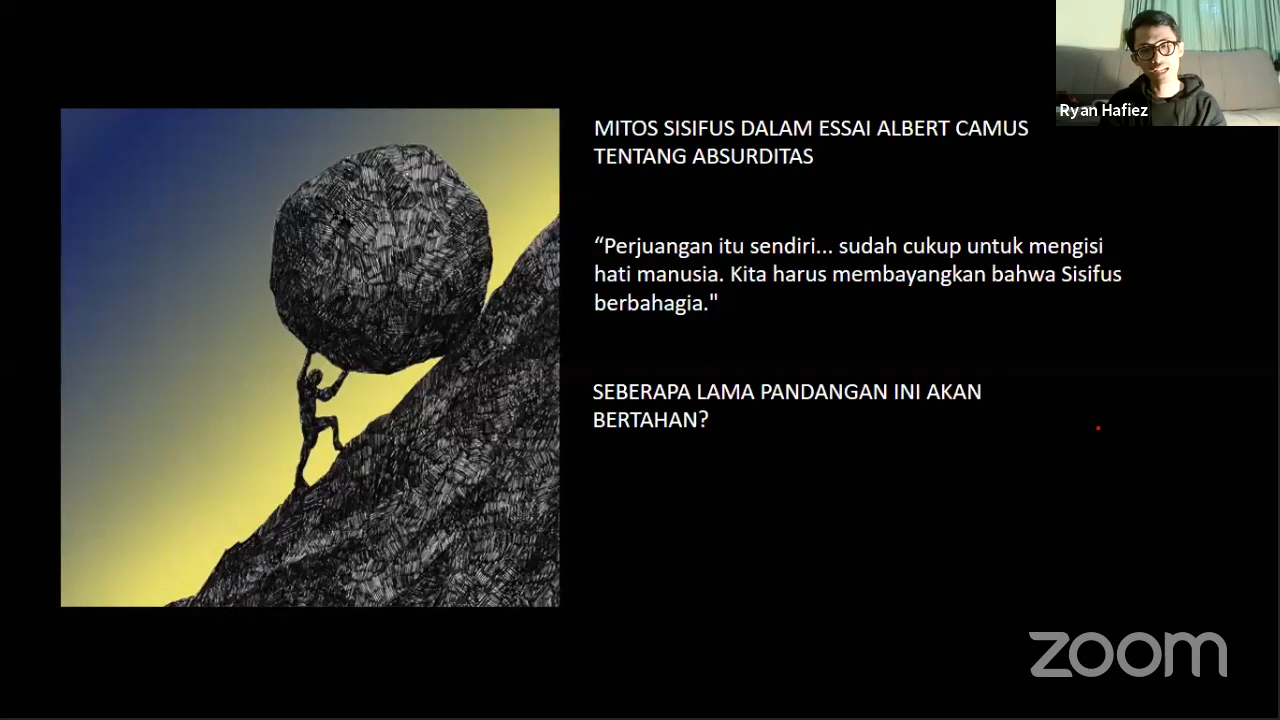 Ryan Hafiez
MITOS SISIFUS DALAM ESSAI ALBERT CAMUS
TENTANG ABSURDITAS
“Perjuangan itu sendiri... sudah cukup untuk mengisi
hati manusia. Kita harus membayangkan bahwa Sisifus
berbahagia."
SEBERAPA LAMA PANDANGAN INI AKAN
BERTAHAN?
zoom